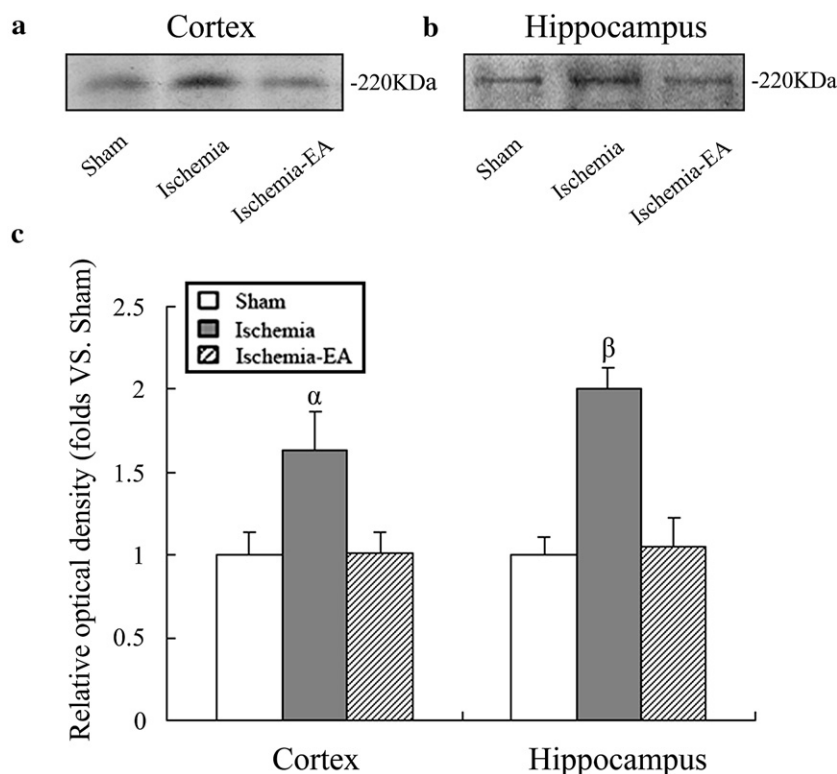 a
Cortex
-220KDa
Sham
Ischemia
Ischemia-EA
b
Hippocampus
-220KDa
Sham
Ischemia
Ischemia-EA
c
Relative optical density (folds VS. Sham)
2.5
2
1.5
1
0.5
0
Sham
Ischemia
Ischemia-EA
α
β
Cortex
Hippocampus